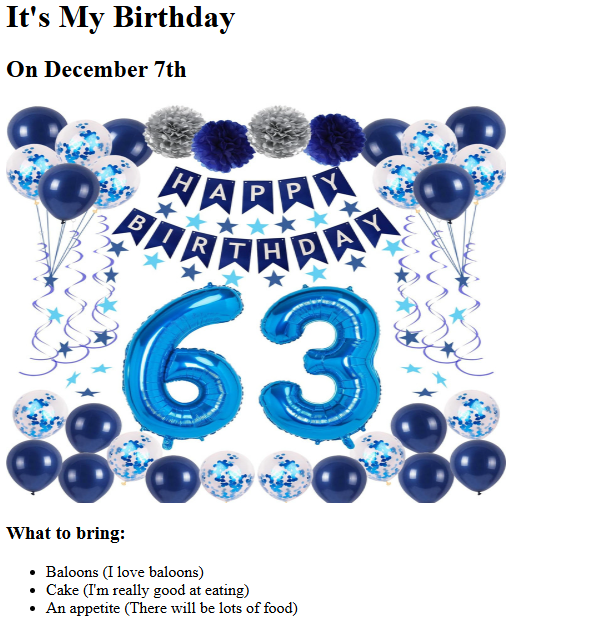 It's My Birthday
On December 7th
HAPPY
BIRTHDAY
63
What to bring:
Baloons (I love baloons)
Cake (I'm really good at eating)
An appetite (There will be lots of food)